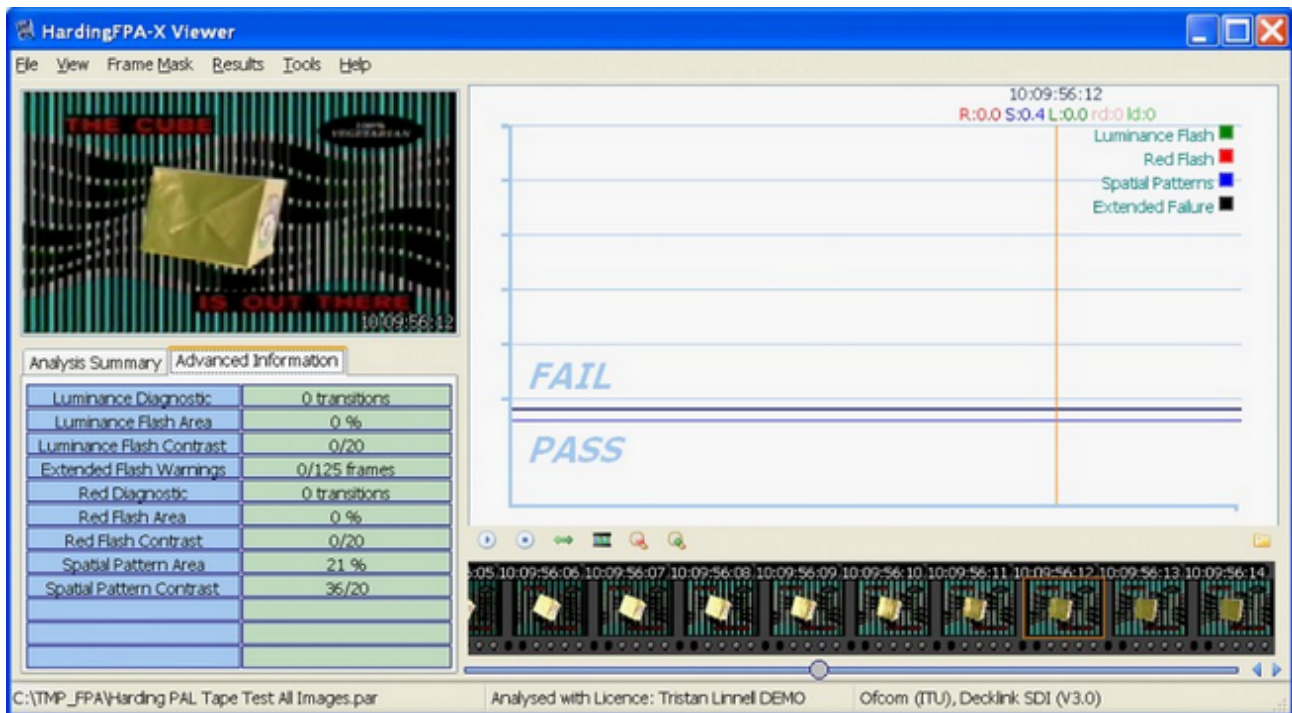 HardingFPA-X Viewer
File View Frame Mask Results Tools Help
THE CUBE
100%
VEGETARIAN
IS OUT THERE
10:09:56:12
10:09:56:12
R:0.0 S:0.4 L:0.0 rd:0 ld:0
Luminance Flash
Red Flash
Spatial Patterns
Extended Failure
FAIL
PASS
Analysis Summary Advanced Information
Luminance Diagnostic 0 transitions
Luminance Flash Area 0 %
Luminance Flash Contrast 0/20
Extended Flash Warnings 0/125 frames
Red Diagnostic 0 transitions
Red Flash Area 0 %
Red Flash Contrast 0/20
Spatial Pattern Area 21 %
Spatial Pattern Contrast 36/20
:05 10:09:56:06 10:09:56:07 10:09:56:08 10:09:56:09 10:09:56:10 10:09:56:11 10:09:56:12 10:09:56:13 10:09:56:14
C:\TMP_FPA\Harding PAL Tape Test All Images.par Analysed with Licence: Tristan Linnell DEMO Ofcom (ITU), Decklink SDI (V3.0)